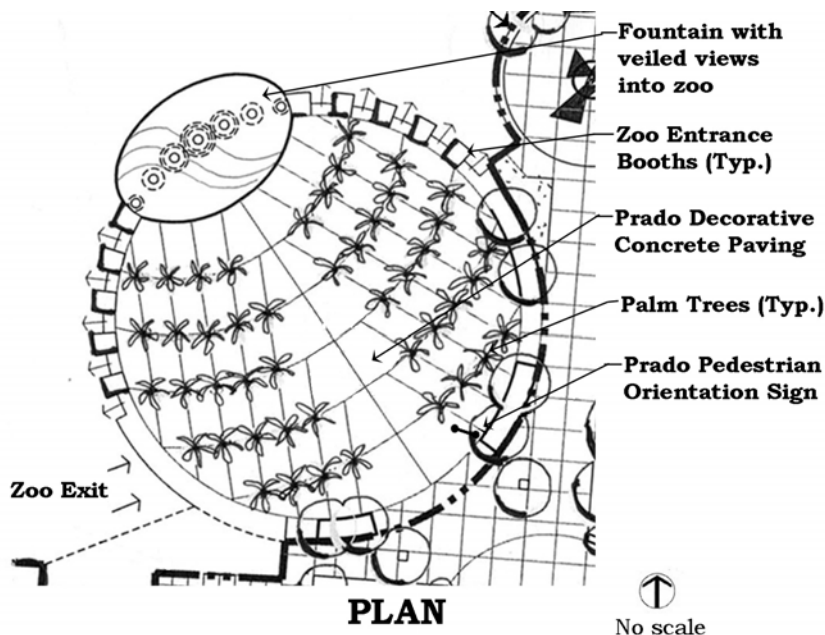 Fountain with
veiled views
into zoo
Zoo Entrance
Booths (Typ.)
Prado Decorative
Concrete Paving
Palm Trees (Typ.)
Prado Pedestrian
Orientation Sign
Zoo Exit
PLAN
No scale